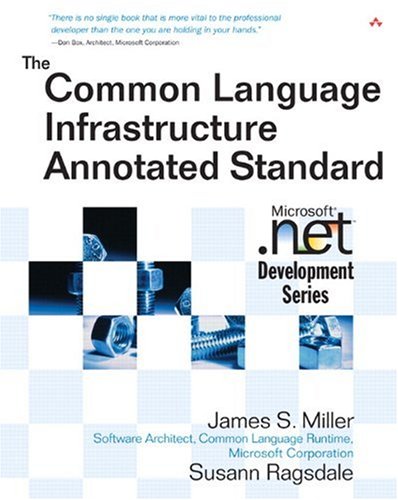 "There is no single book that is more vital to the professional
developer than the one you are holding in your hands."
—Don Box, Architect, Microsoft Corporation
The
Common Language
Infrastructure
Annotated Standard
Microsoft®
.net™
Development
Series
James S. Miller
Software Architect, Common Language Runtime,
Microsoft Corporation
Susann Ragsdale